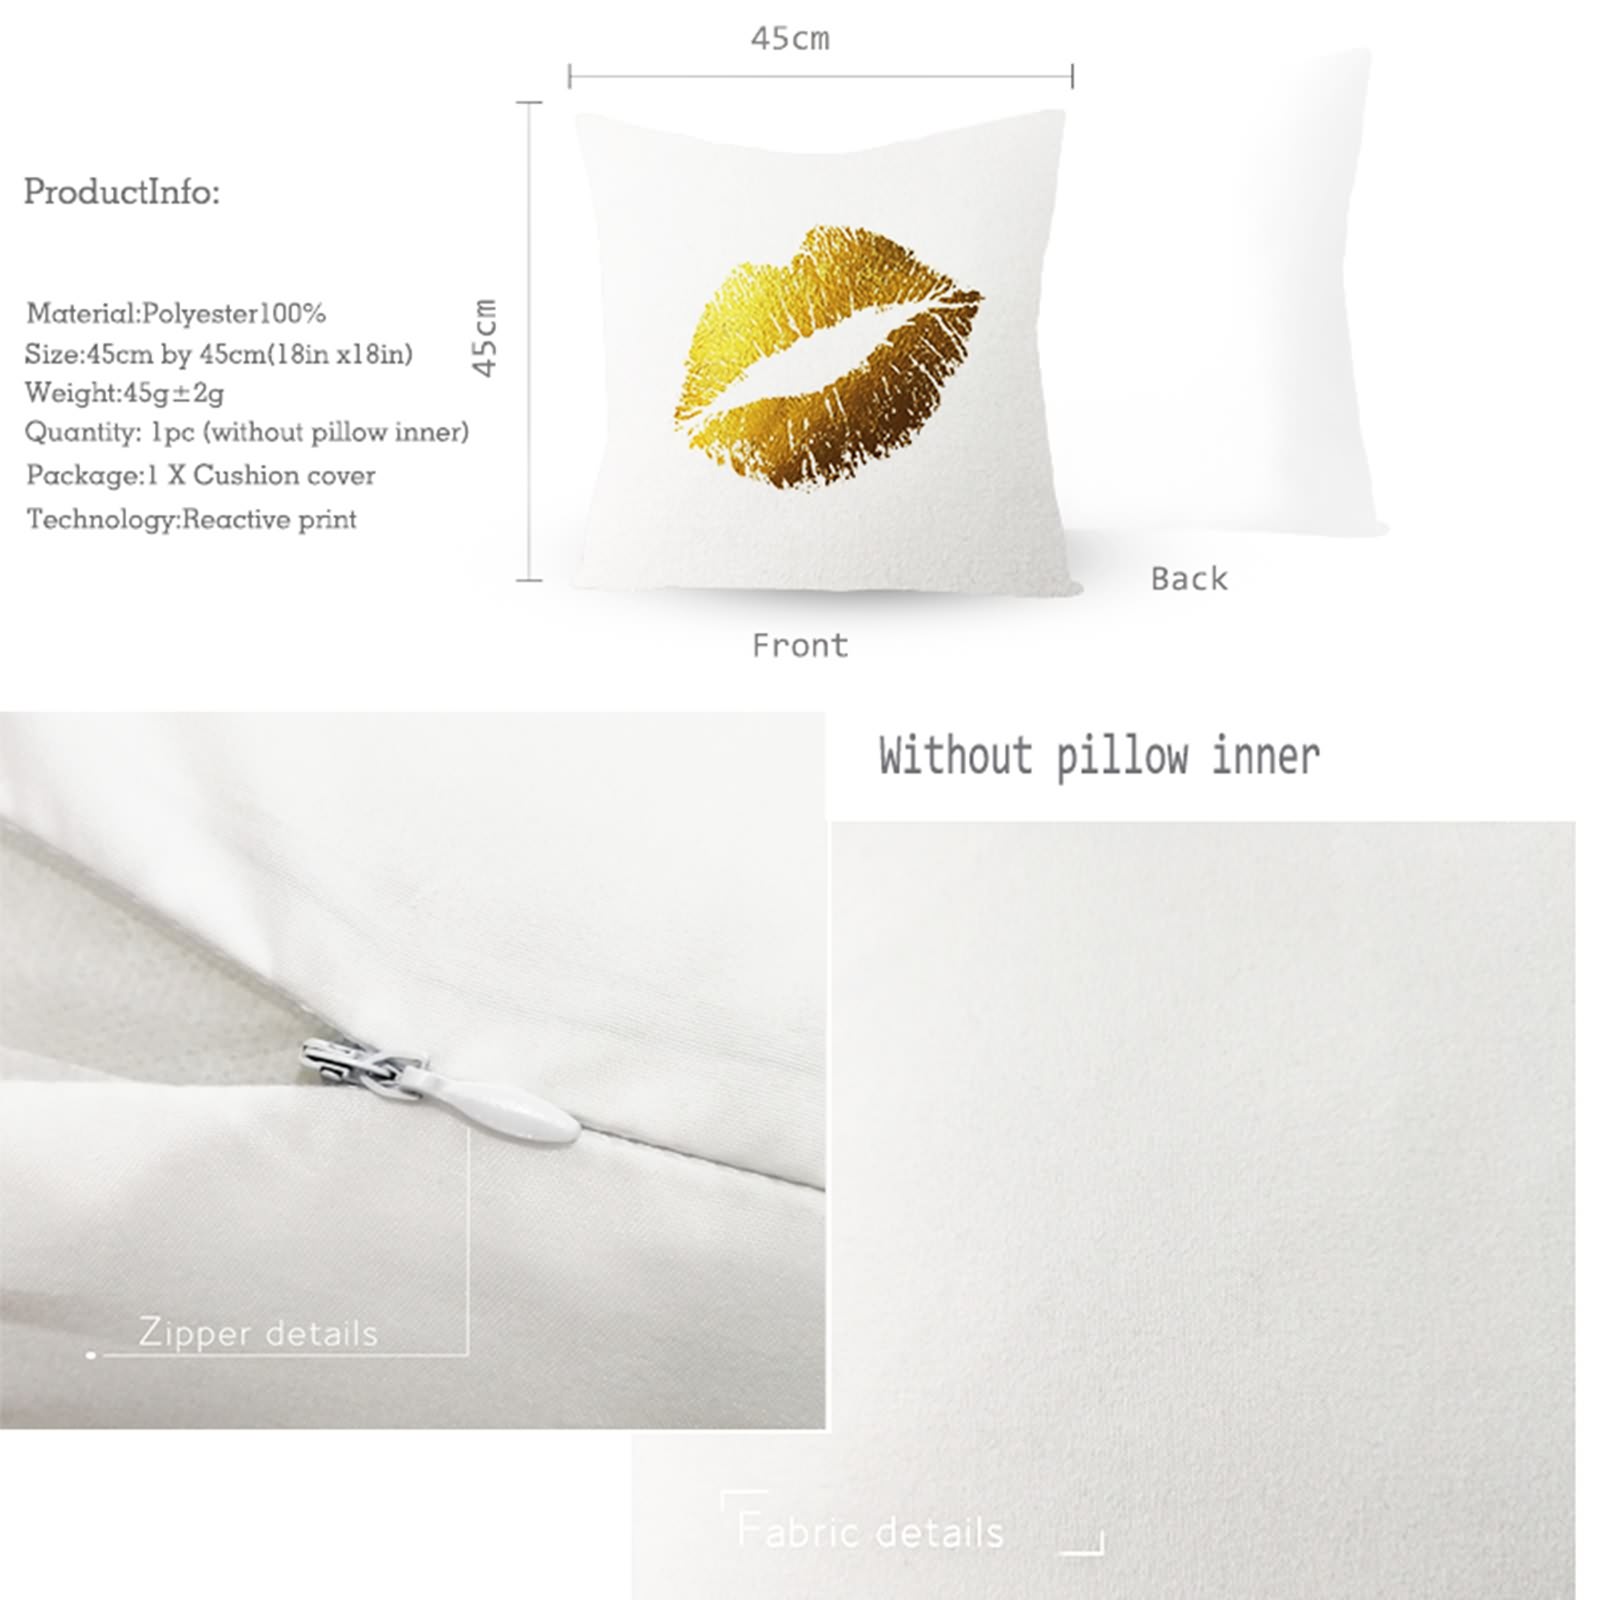 45cm
45cm
ProductInfo:
Material:Polyester100%
Size:45cm by 45cm(18in x18in)
Weight:45g±2g
Quantity: 1pc (without pillow inner)
Package:1 X Cushion cover
Technology:Reactive print
Back
Front
Without pillow inner
Zipper details
Fabric details